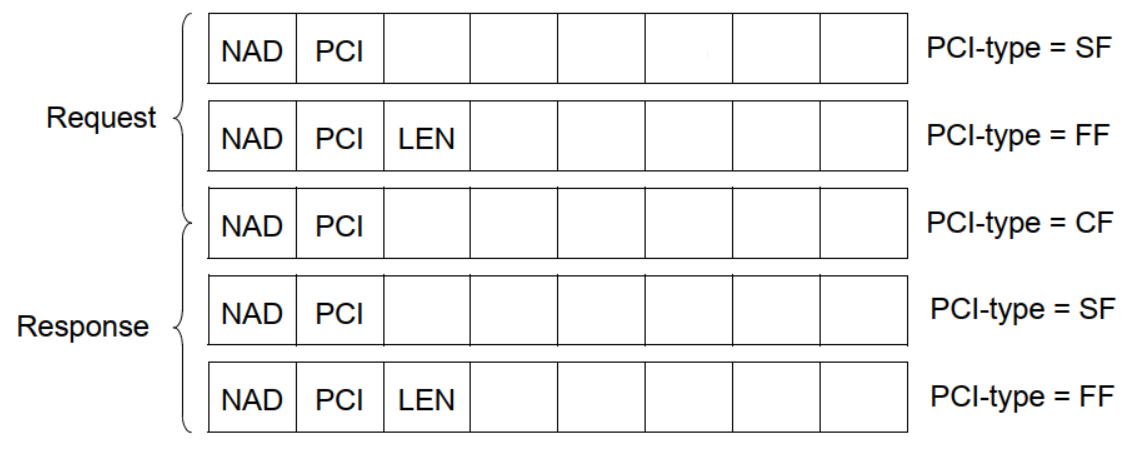 NAD PCI PCI-type = SF
Request
NAD PCI LEN PCI-type = FF
NAD PCI PCI-type = CF
NAD PCI PCI-type = SF
Response
NAD PCI LEN PCI-type = FF